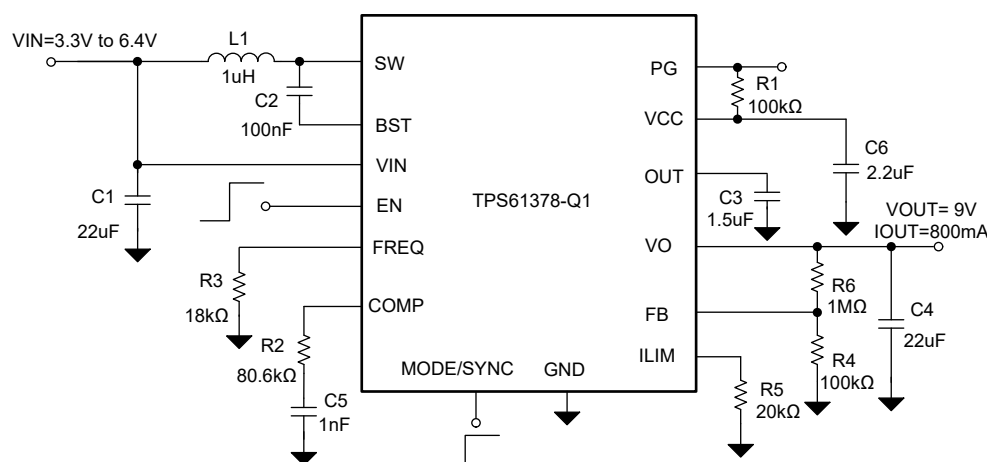 VIN=3.3V to 6.4V
L1
1uH
C2
100nF
C1
22uF
SW
BST
VIN
EN
FREQ
COMP
R3
18kΩ
R2
80.6kΩ
C5
1nF
MODE/SYNC
GND
TPS61378-Q1
PG
VCC
OUT
VO
FB
ILIM
R1
100kΩ
C6
2.2uF
C3
1.5uF
VOUT= 9V
IOUT=800mA
R6
1MΩ
C4
22uF
R4
100kΩ
R5
20kΩ